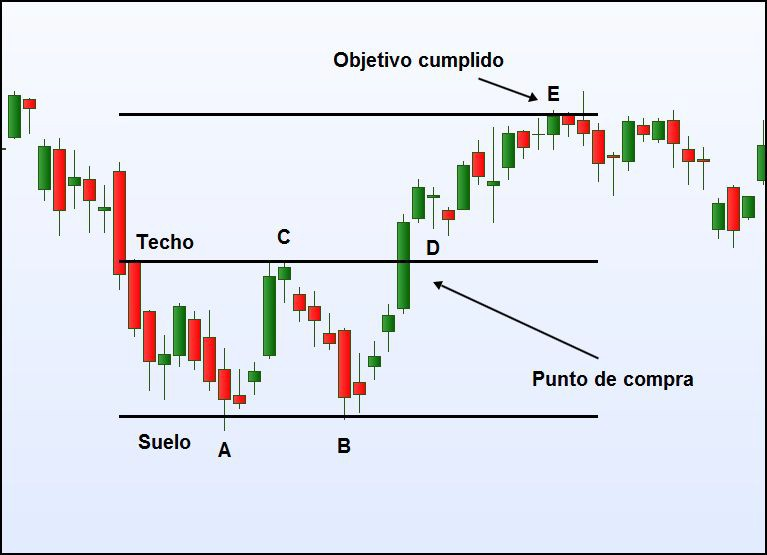 Objetivo cumplido
E
Techo
C
D
Punto de compra
Suelo
A
B